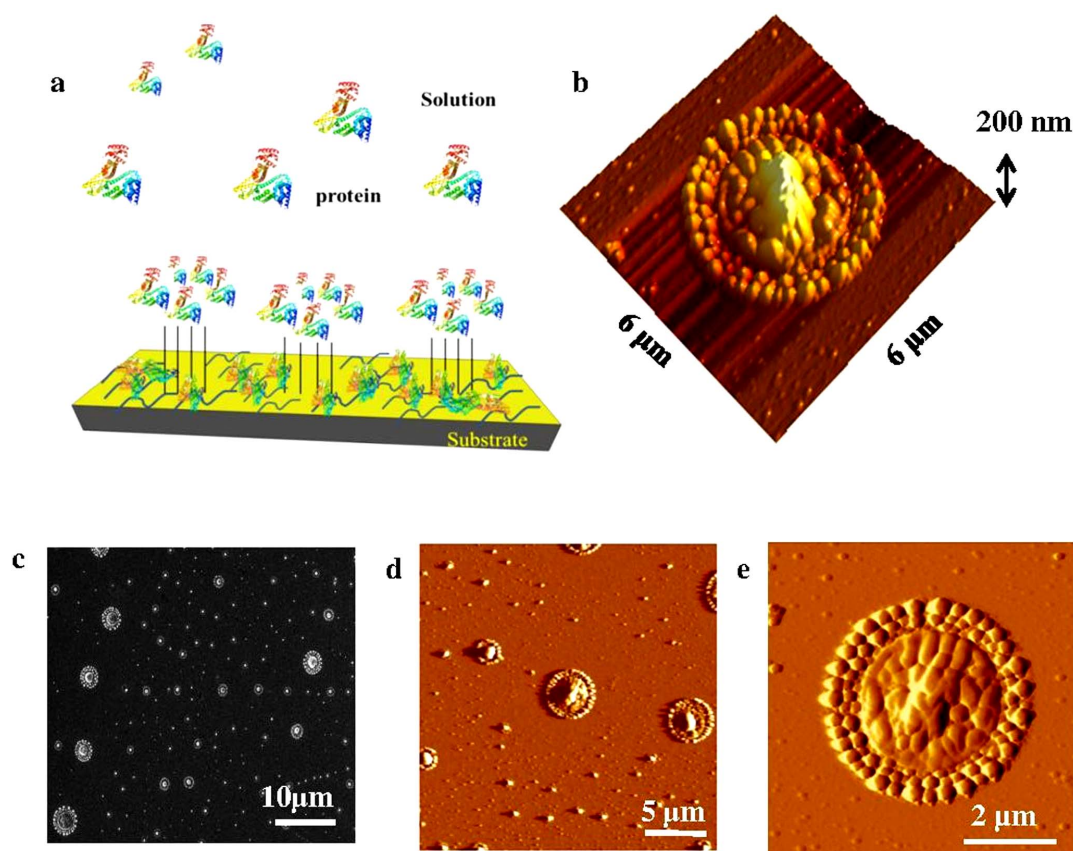 a
Solution
protein
Substrate
b
200 nm
6 μm
6 μm
c
10μm
d
5 μm
e
2 μm